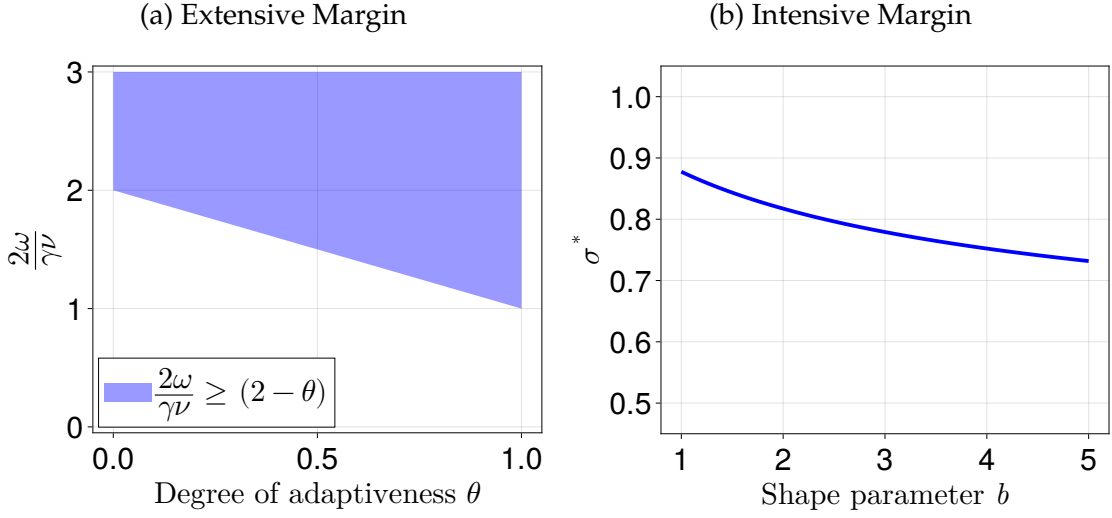 (a) Extensive Margin
3
2
1
0
2ω/γν
2ω/γν ≥ (2 − θ)
0.0 0.5 1.0
Degree of adaptiveness θ
(b) Intensive Margin
1.0
0.9
0.8
0.7
0.6
0.5
σ*
1 2 3 4 5
Shape parameter b